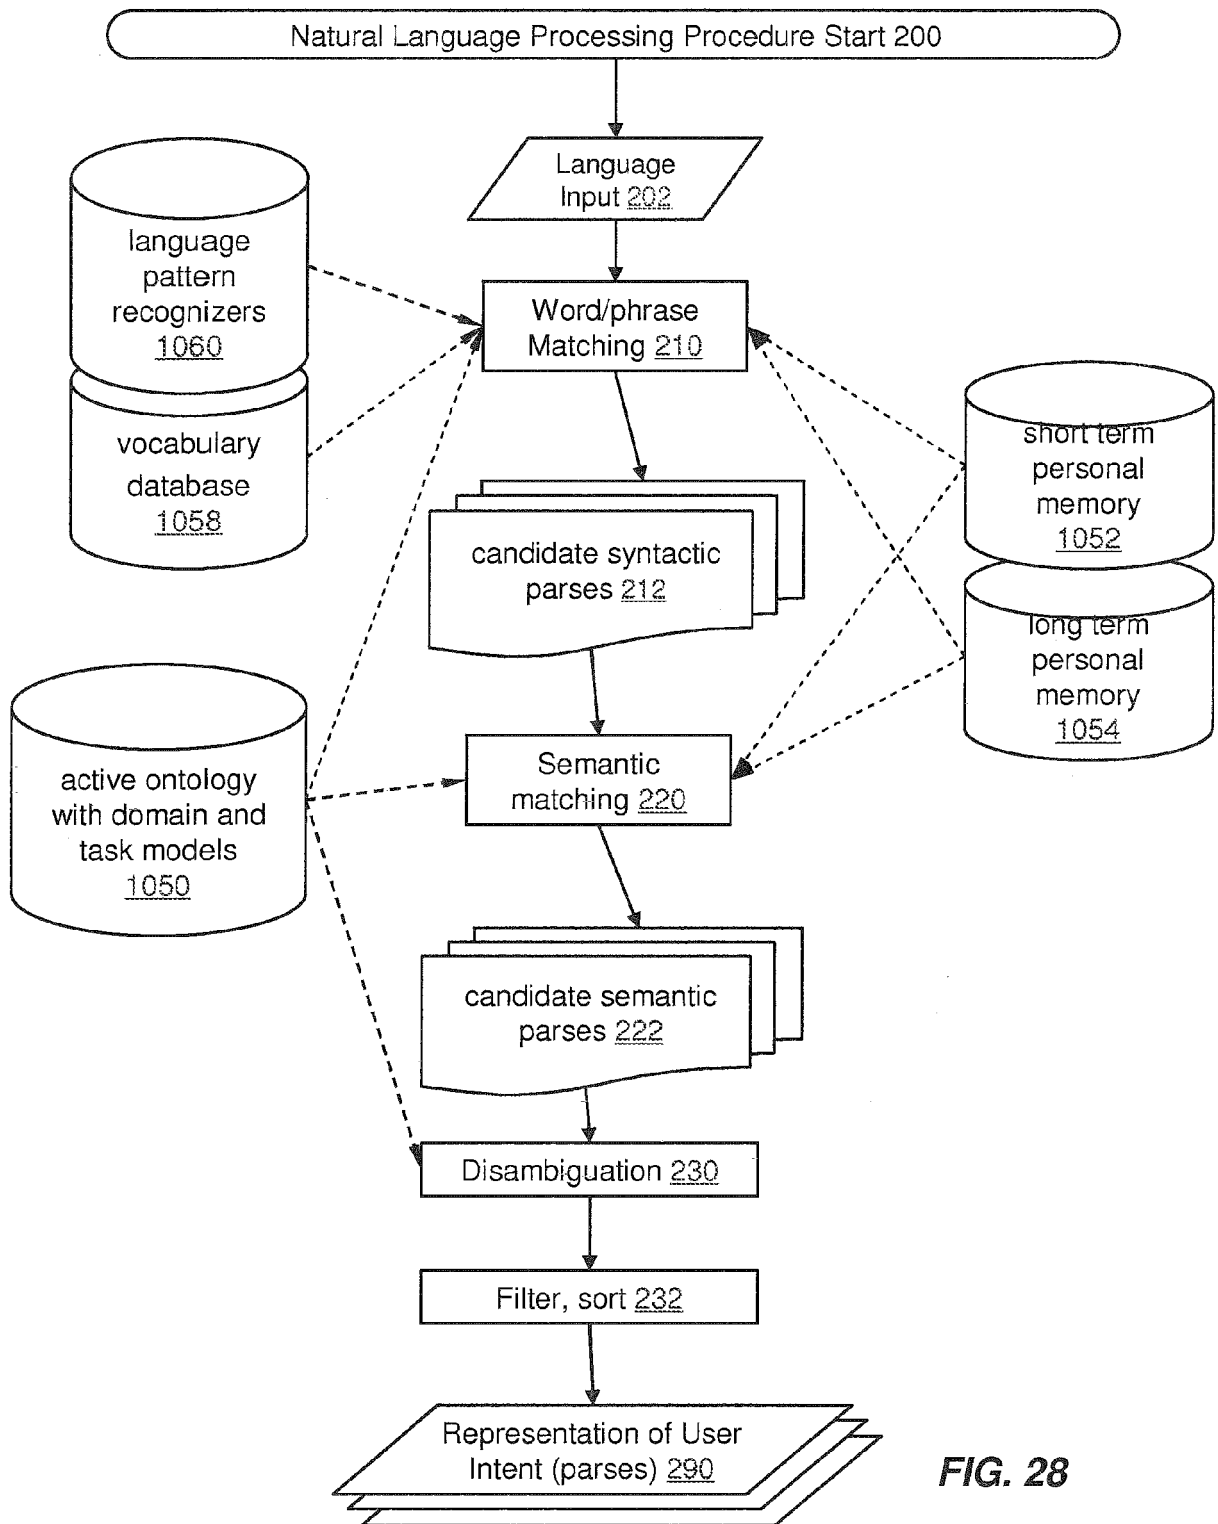 Natural Language Processing Procedure Start 200
Language
Input 202
language
pattern
recognizers
1060
Word/phrase
Matching 210
vocabulary
database
1058
short term
personal
memory
1052
candidate syntactic
parses 212
long term
personal
memory
1054
active ontology
with domain and
task models
1050
Semantic
matching 220
candidate semantic
parses 222
Disambiguation 230
Filter, sort 232
Representation of User
Intent (parses) 290
FIG. 28